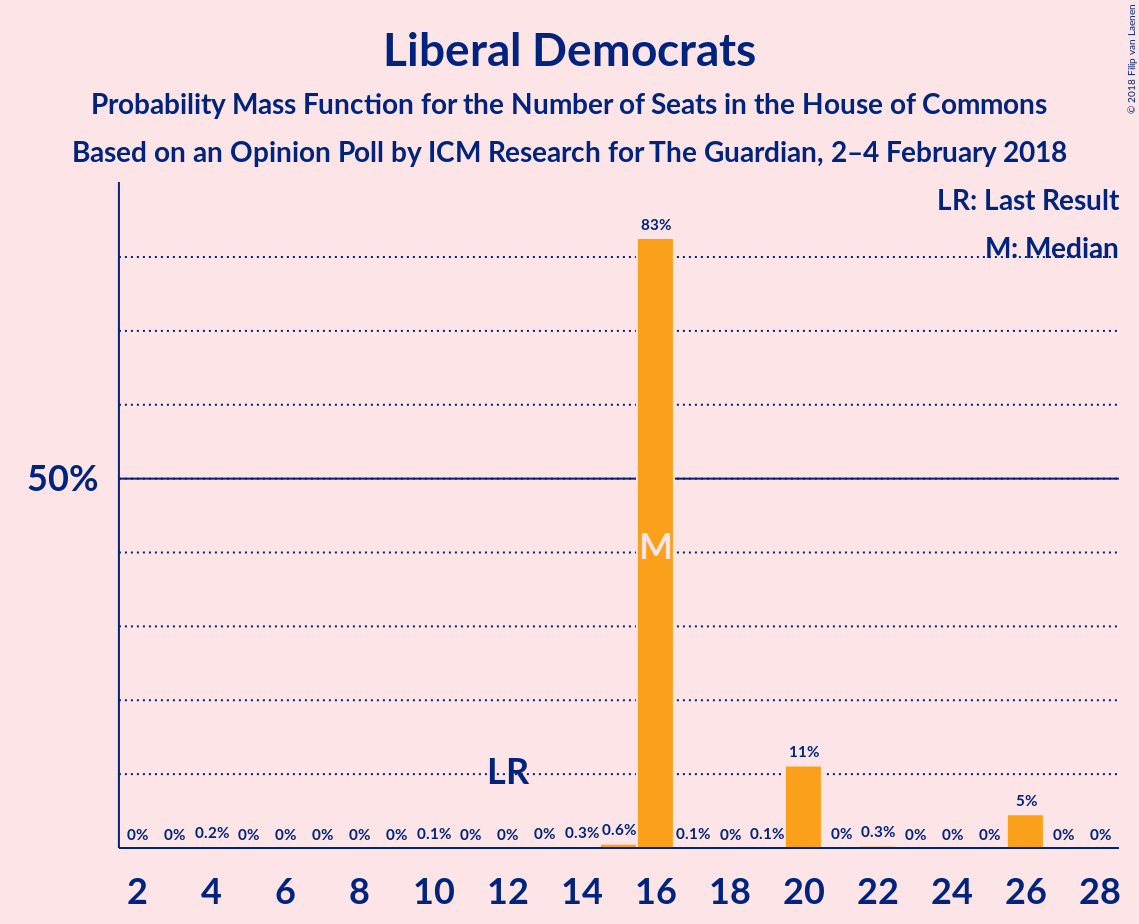 Liberal Democrats
Probability Mass Function for the Number of Seats in the House of Commons
Based on an Opinion Poll by ICM Research for The Guardian, 2–4 February 2018
© 2018 Filip van Laenen
LR: Last Result
M: Median
50%
83%
M
LR
11%
5%
0% 0% 0.2% 0% 0% 0% 0% 0% 0.1% 0% 0% 0% 0.3% 0.6% 0.1% 0% 0.1% 0% 0.3% 0% 0% 0% 0% 0%
2 4 6 8 10 12 14 16 18 20 22 24 26 28